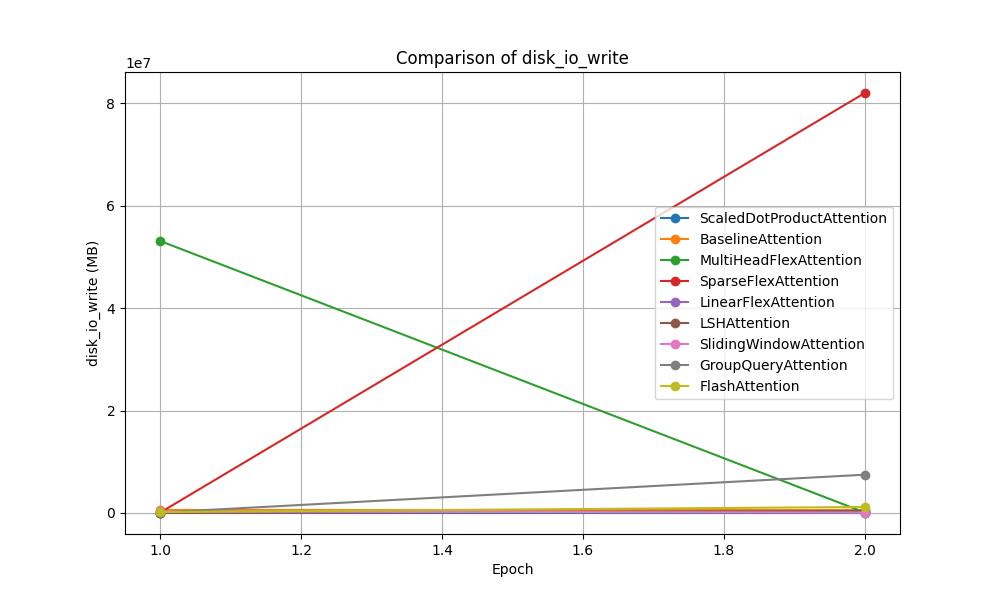 Comparison of disk_io_write
1e7
8
6
4
2
0
disk_io_write (MB)
1.0 1.2 1.4 1.6 1.8 2.0
Epoch
ScaledDotProductAttention
BaselineAttention
MultiHeadFlexAttention
SparseFlexAttention
LinearFlexAttention
LSHAttention
SlidingWindowAttention
GroupQueryAttention
FlashAttention